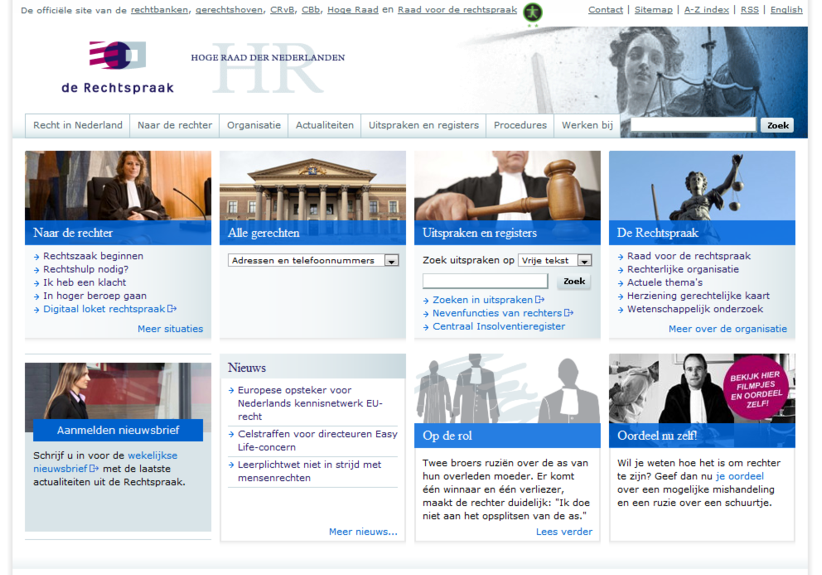 De officiële site van de rechtbanken, gerechtshoven, CRvB, CBb, Hoge Raad en Raad voor de rechtspraak
Contact | Sitemap | A-Z index | RSS | English
de Rechtspraak
HR
HOGE RAAD DER NEDERLANDEN
Recht in Nederland
Naar de rechter
Organisatie
Actualiteiten
Uitspraken en registers
Procedures
Werken bij
Zoek
Naar de rechter
Rechtszaak beginnen
Rechtshulp nodig?
Ik heb een klacht
In hoger beroep gaan
Digitaal loket rechtspraak
Meer situaties
Alle gerechten
Adressen en telefoonnummers
Uitspraken en registers
Zoek uitspraken op Vrije tekst
Zoek
Zoeken in uitspraken
Nevenfuncties van rechters
Centraal Insolventieregister
De Rechtspraak
Raad voor de rechtspraak
Rechterlijke organisatie
Actuele thema's
Herziening gerechtelijke kaart
Wetenschappelijk onderzoek
Meer over de organisatie
Aanmelden nieuwsbrief
Schrijf u in voor de wekelijkse
nieuwsbrief met de laatste
actualiteiten uit de Rechtspraak.
Nieuws
Europese opsteker voor
Nederlands kennisnetwerk EU-
recht
Celstraffen voor directeuren Easy
Life-concern
Leerplichtwet niet in strijd met
mensenrechten
Meer nieuws...
Op de rol
Twee broers ruziën over de as van
hun overleden moeder. Er komt
één winnaar en één verliezer,
maakt de rechter duidelijk: "Ik doe
niet aan het opsplitsen van de as."
Lees verder
BEKIJK HIER
FILMPJES
EN OORDEEL
ZELF!
Oordeel nu zelf!
Wil je weten hoe het is om rechter
te zijn? Geef dan nu je oordeel
over een mogelijke mishandeling
en een ruzie over een schuurtje.